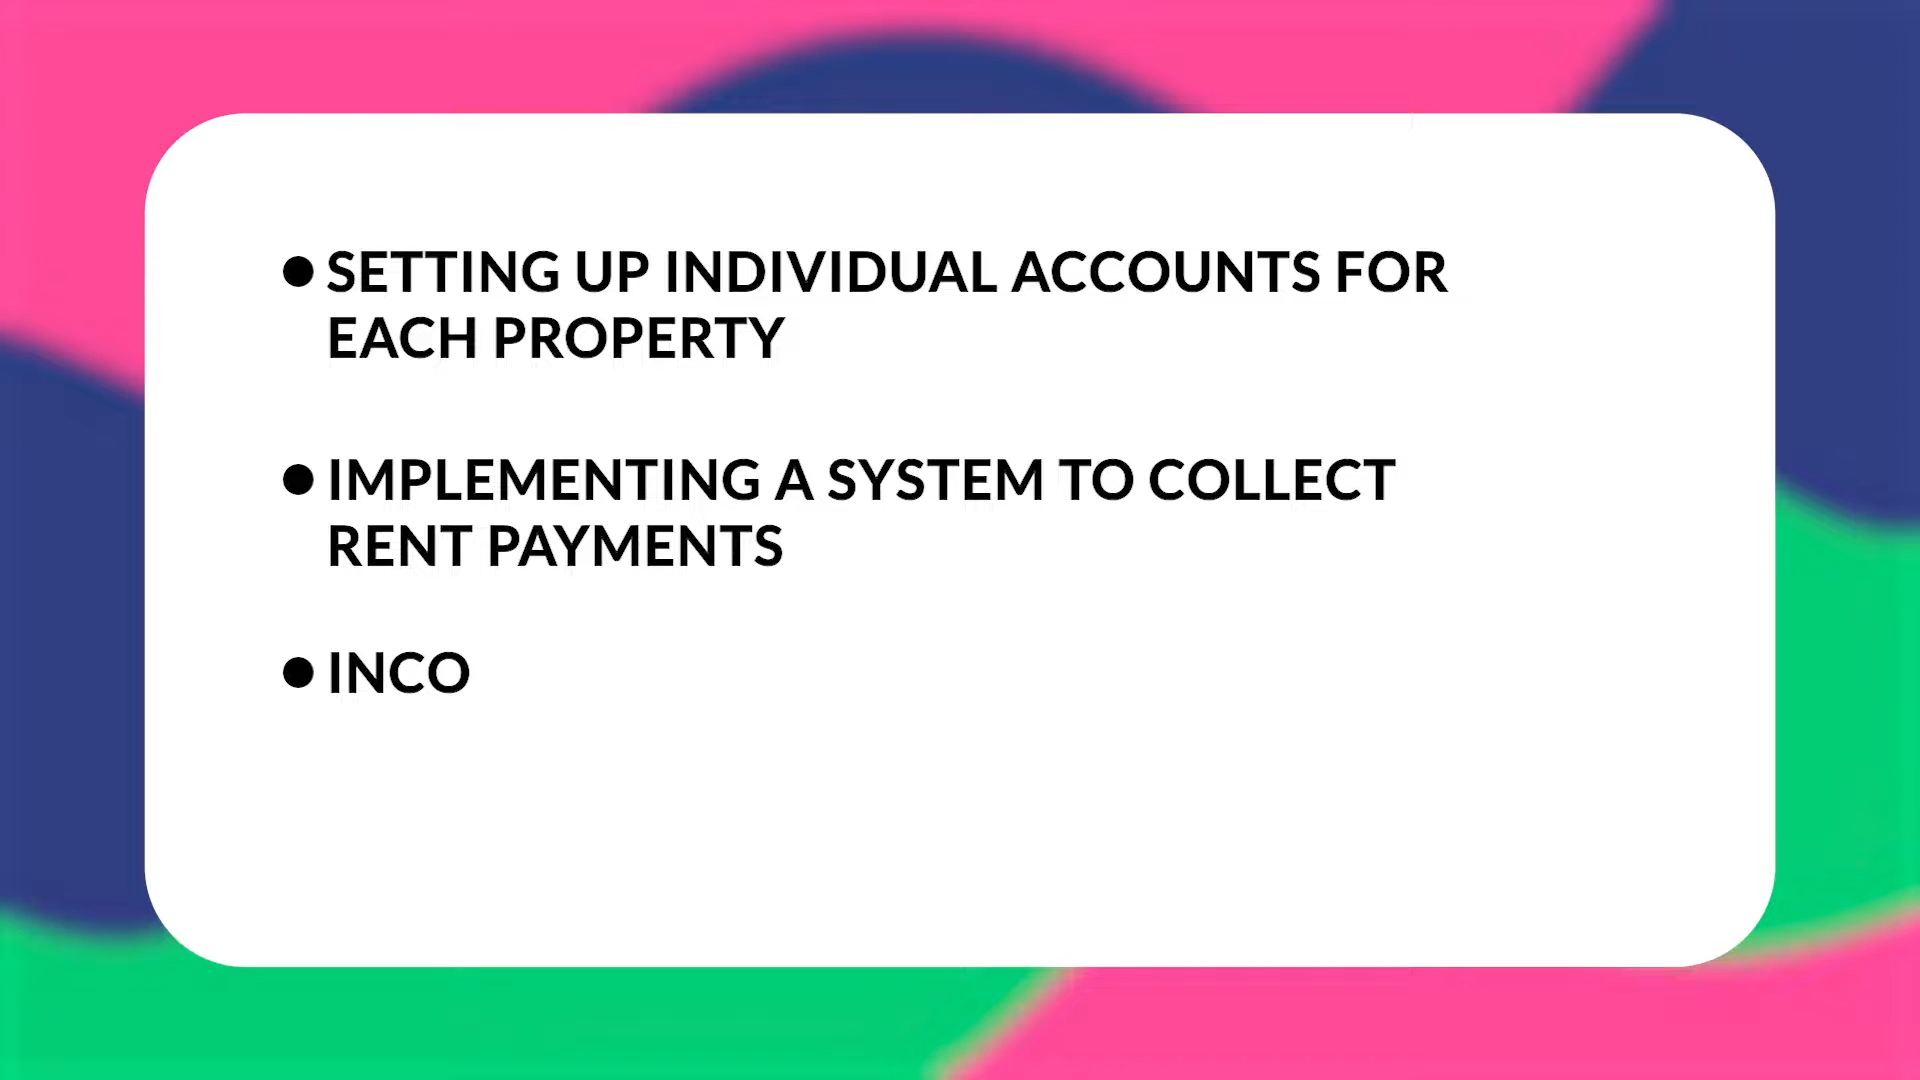 ● SETTING UP INDIVIDUAL ACCOUNTS FOR
EACH PROPERTY
● IMPLEMENTING A SYSTEM TO COLLECT
RENT PAYMENTS
● INCO